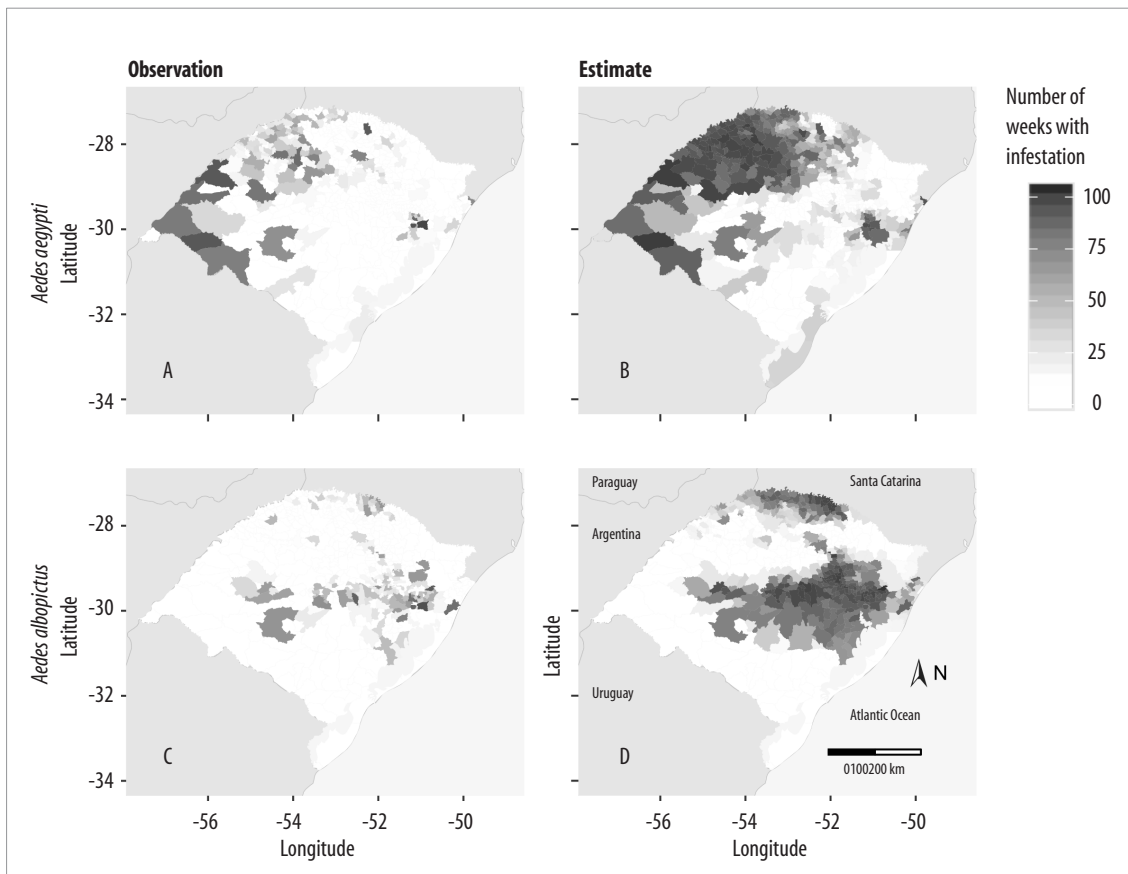 Observation
Estimate
Number of
weeks with
infestation
100
75
50
25
0
Aedes aegypti
Latitude
-28
-30
-32
-34
A
B
Aedes albopictus
Latitude
-28
-30
-32
-34
C
Latitude
Paraguay
Santa Catarina
Argentina
Uruguay
N
Atlantic Ocean
D
0100200 km
-56
-54
-52
-50
Longitude
-56
-54
-52
-50
Longitude